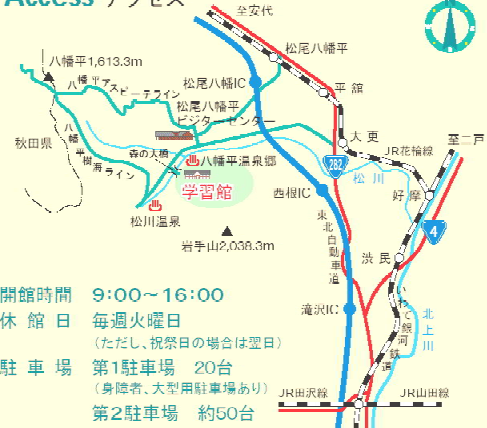 Access アクセス
至安代
八幡平1,613.3m
松尾八幡平
八幡平アスピーテライン
松尾八幡IC
平舘
松尾八幡平
ビジターセンター
大更
JR花輪線
至二戸
秋田県
八幡平樹海ライン
森の大橋
八幡平温泉郷
282
松川
学習館
西根IC
好摩
松川温泉
4
岩手山2,038.3m
東北自動車道
渋民
いわて銀河鉄道
北上川
滝沢IC
開館時間 9:00～16:00
休館日 毎週火曜日
（ただし、祝祭日の場合は翌日）
駐車場 第1駐車場 20台
（身障者、大型用駐車場あり）
第2駐車場 約50台
JR田沢線
JR山田線